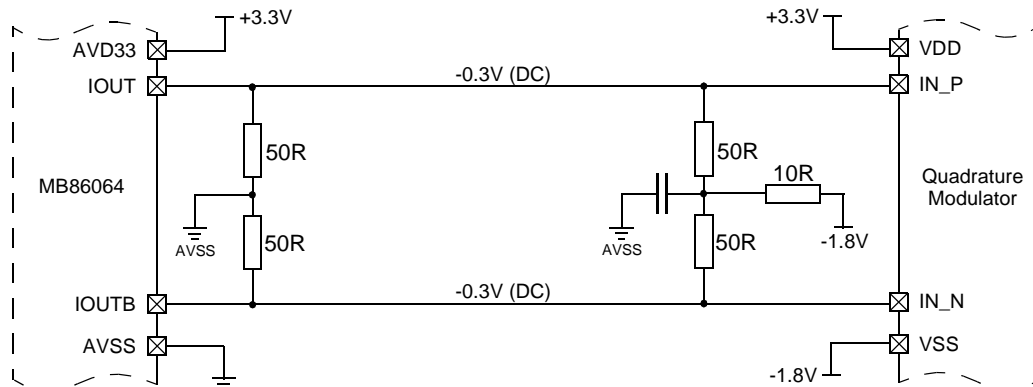 +3.3V
+3.3V
AVD33
VDD
IOUT
-0.3V (DC)
IN_P
50R
50R
10R
MB86064
Quadrature
Modulator
AVSS
50R
AVSS
50R
-1.8V
IOUTB
-0.3V (DC)
IN_N
AVSS
VSS
-1.8V